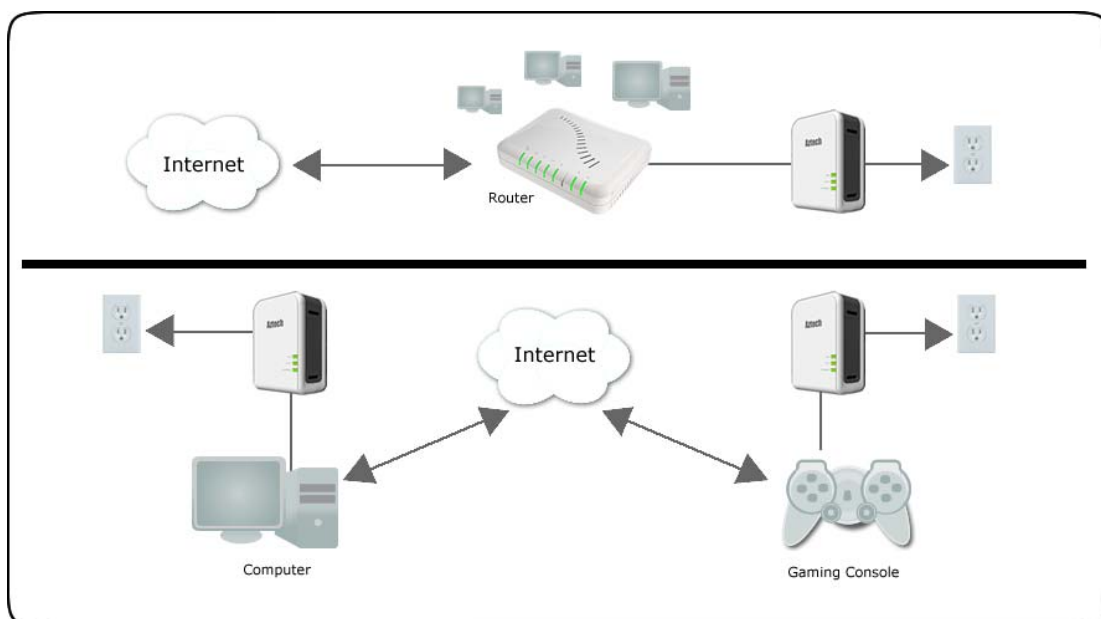 Internet
Router
Aztech
Aztech
Internet
Aztech
Computer
Gaming Console